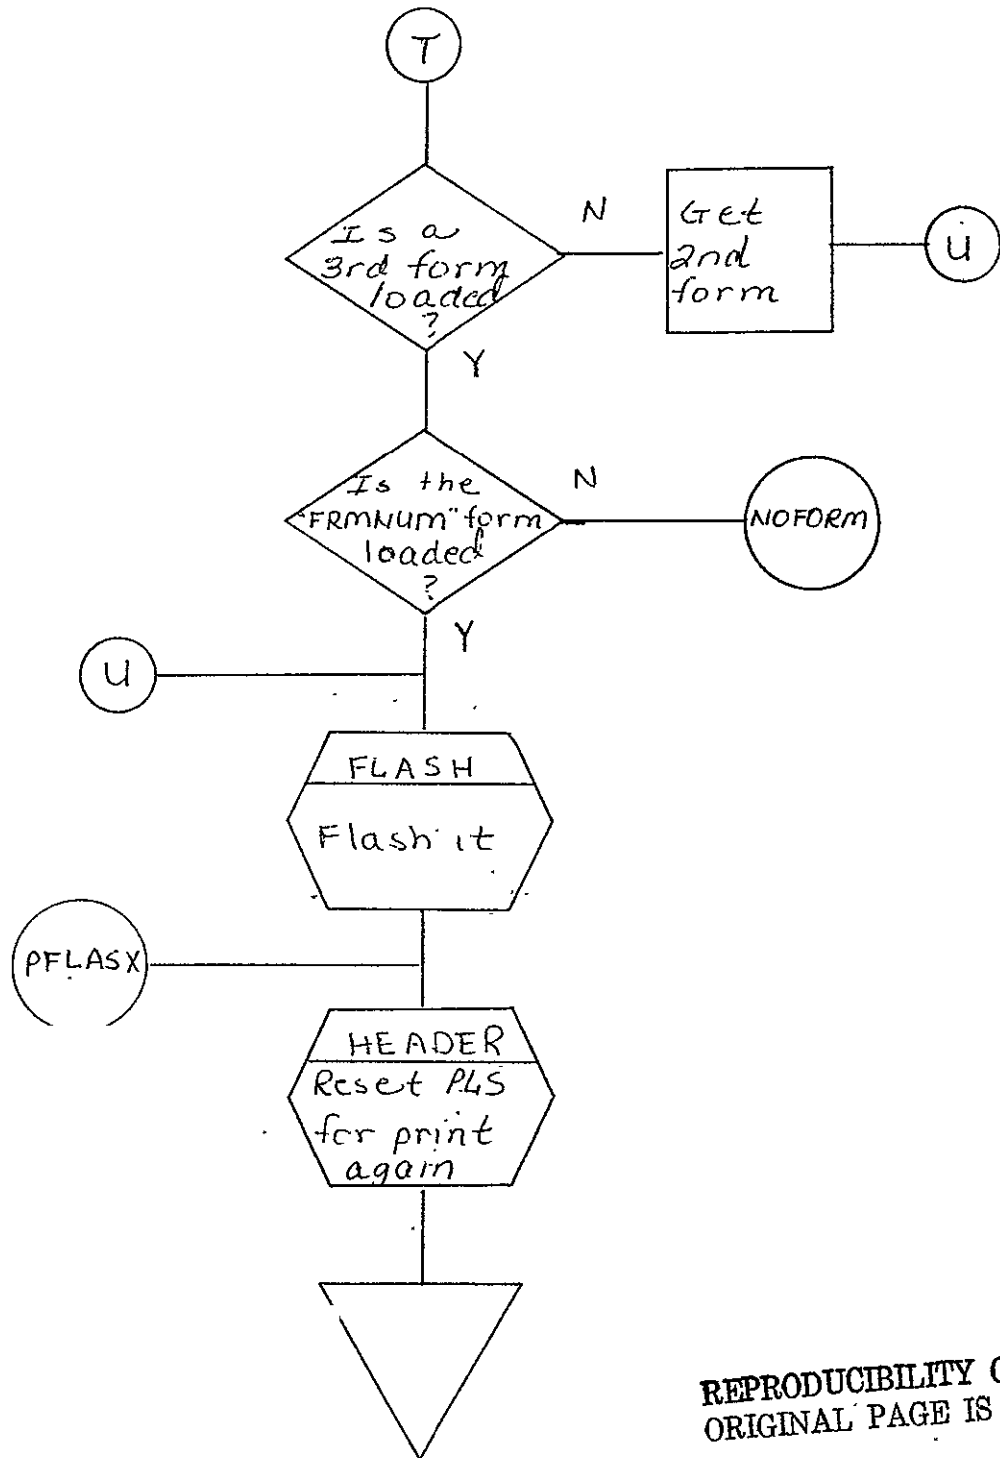 T
Is a
3rd form
loaded
?
N
Get
2nd
form
U
Y
Is the
"FRMNUM" form
loaded
?
N
NOFORM
Y
U
FLASH
Flash it
PFLASX
HEADER
Reset
for print
again
REPRODUCIBILITY
ORIGINAL PAGE IS